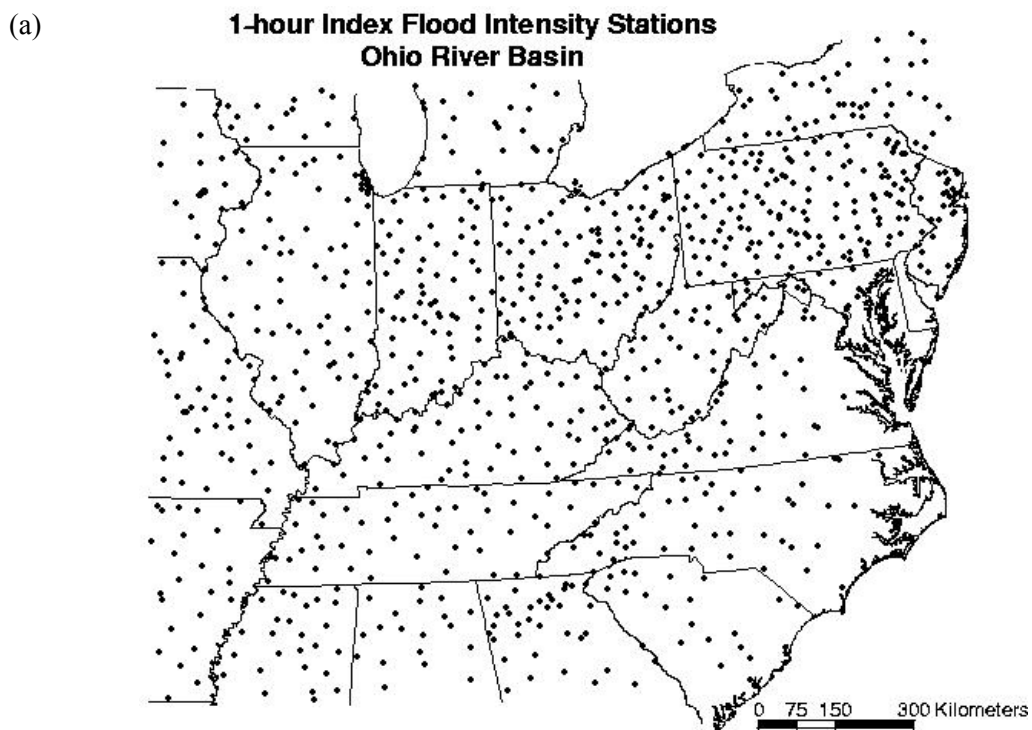 (a)
1-hour Index Flood Intensity Stations
Ohio River Basin
0 75 150 300 Kilometers